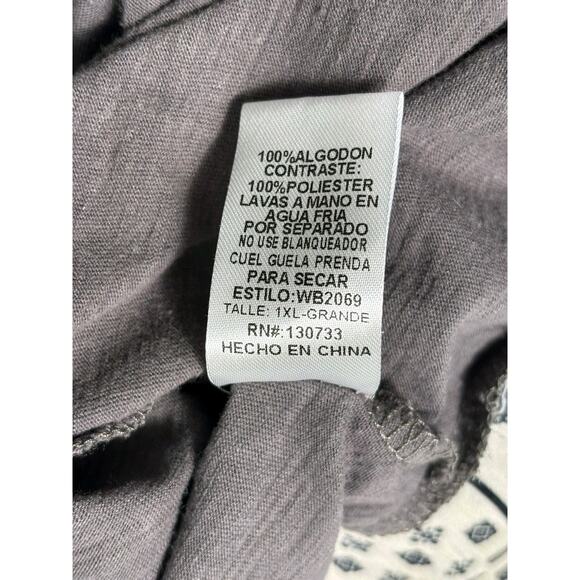 100%ALGODON
CONTRASTE:
100%POLIESTER
LAVAS A MANO EN
AGUA FRIA
POR SEPARADO
NO USE BLANQUEADOR
CUEL GUELA PRENDA
PARA SECAR
ESTILO:WB2069
TALLE: 1XL-GRANDE
RN#:130733
HECHO EN CHINA